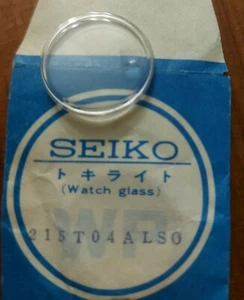 SEIKO
トキライト
(Watch glass)
WP
215T04ALS0